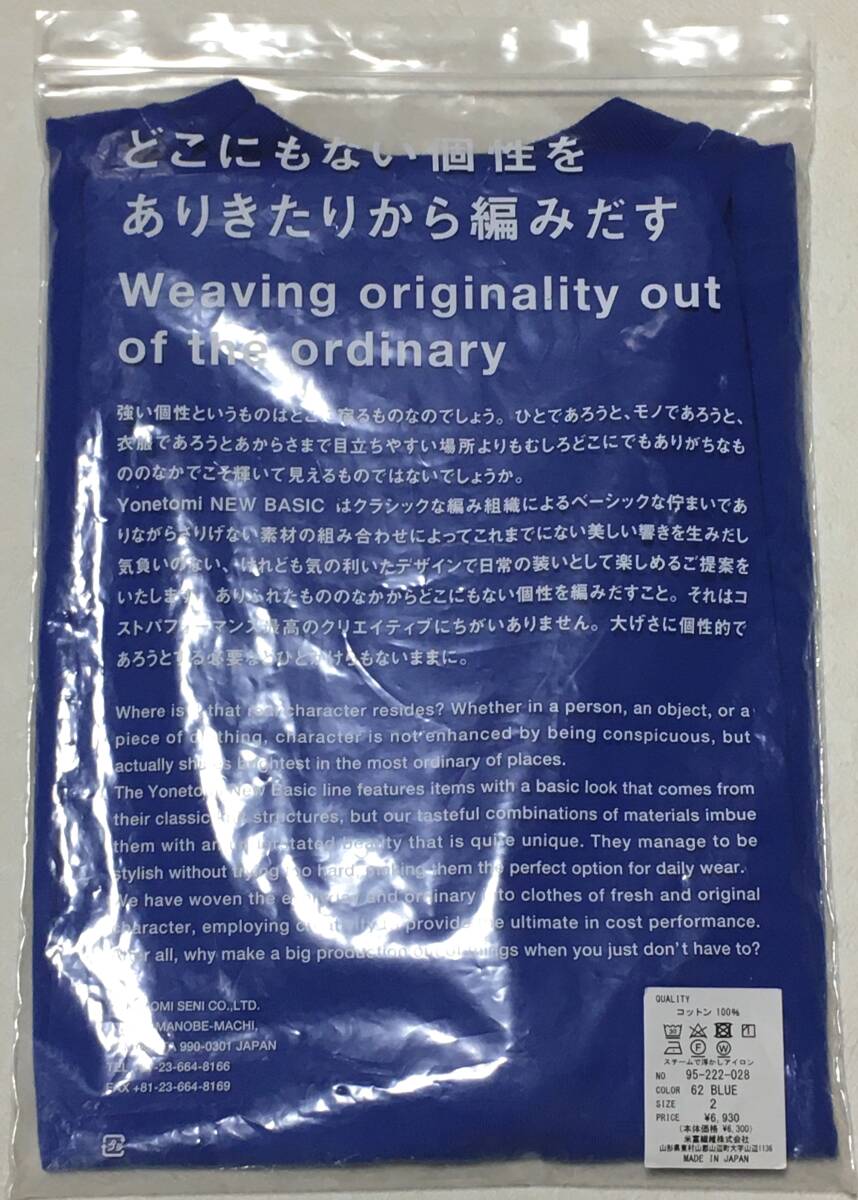 どこにもない個性を
ありきたりから編みだす
Weaving originality out
of the ordinary
強い個性というものはどこに宿るものなのでしょう。ひとであろうと、モノであろうと、
衣服であろうとあからさまで目立ちやすい場所よりもむしろどこにでもありがちなも
ののなかでこそ輝いて見えるものではないでしょうか。
Yonetomi NEW BASIC はクラシックな編み組織によるベーシックな佇まいであ
りながらさりげない素材の組み合わせによってこれまでにない美しい響きを生みだし
気負いのない、けれども気の利いたデザインで日常の装いとして楽しめるご提案を
いたします。ありふれたもののなかからどこにもない個性を編みだすこと。それはコ
ストパフォーマンス最高のクリエイティブにちがいありません。大げさに個性的で
あろうとする必要などひとかけらもないままに。
Where is that real character resides? Whether in a person, an object, or a
piece of clothing, character is not enhanced by being conspicuous, but
actually shines brightest in the most ordinary of places.
The Yonetomi New Basic line features items with a basic look that comes from
their classic structures, but our tasteful combinations of materials imbue
them with an understated beauty that is quite unique. They manage to be
stylish without trying too hard, making them the perfect option for daily wear.
We have woven the everyday and ordinary into clothes of fresh and original
character, employing creativity provide the ultimate in cost performance.
After all, why make a big production out of things when you just don't have to?
SENI CO.,LTD.
990-0301 JAPAN
TEL +81-23-664-8166
FAX +81-23-664-8169
QUALITY
コットン 100%
スチームで浮かしアイロン
NO 95-222-028
COLOR 62 BLUE
SIZE 2
PRICE ¥6,930
(本体価格 ¥6,300)
米富繊維株式会社
山形県東村山郡山辺町大字山辺1136
MADE IN JAPAN